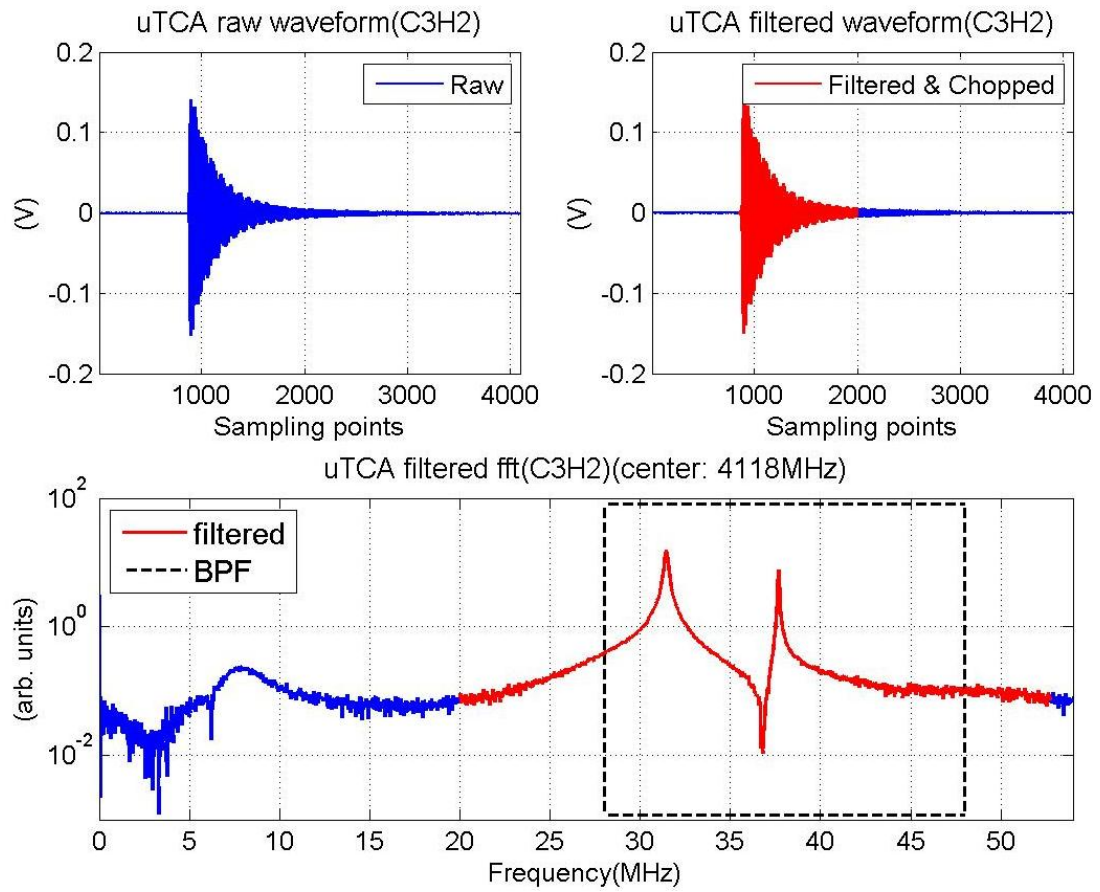 uTCA raw waveform(C3H2)
0.2
0.1
0
-0.1
-0.2
(V)
Raw
1000 2000 3000 4000
Sampling points
uTCA filtered waveform(C3H2)
0.2
0.1
0
-0.1
-0.2
(V)
Filtered & Chopped
1000 2000 3000 4000
Sampling points
uTCA filtered fft(C3H2)(center: 4118MHz)
10^2
10^0
10^-2
(arb. units)
filtered
BPF
0 5 10 15 20 25 30 35 40 45 50
Frequency(MHz)